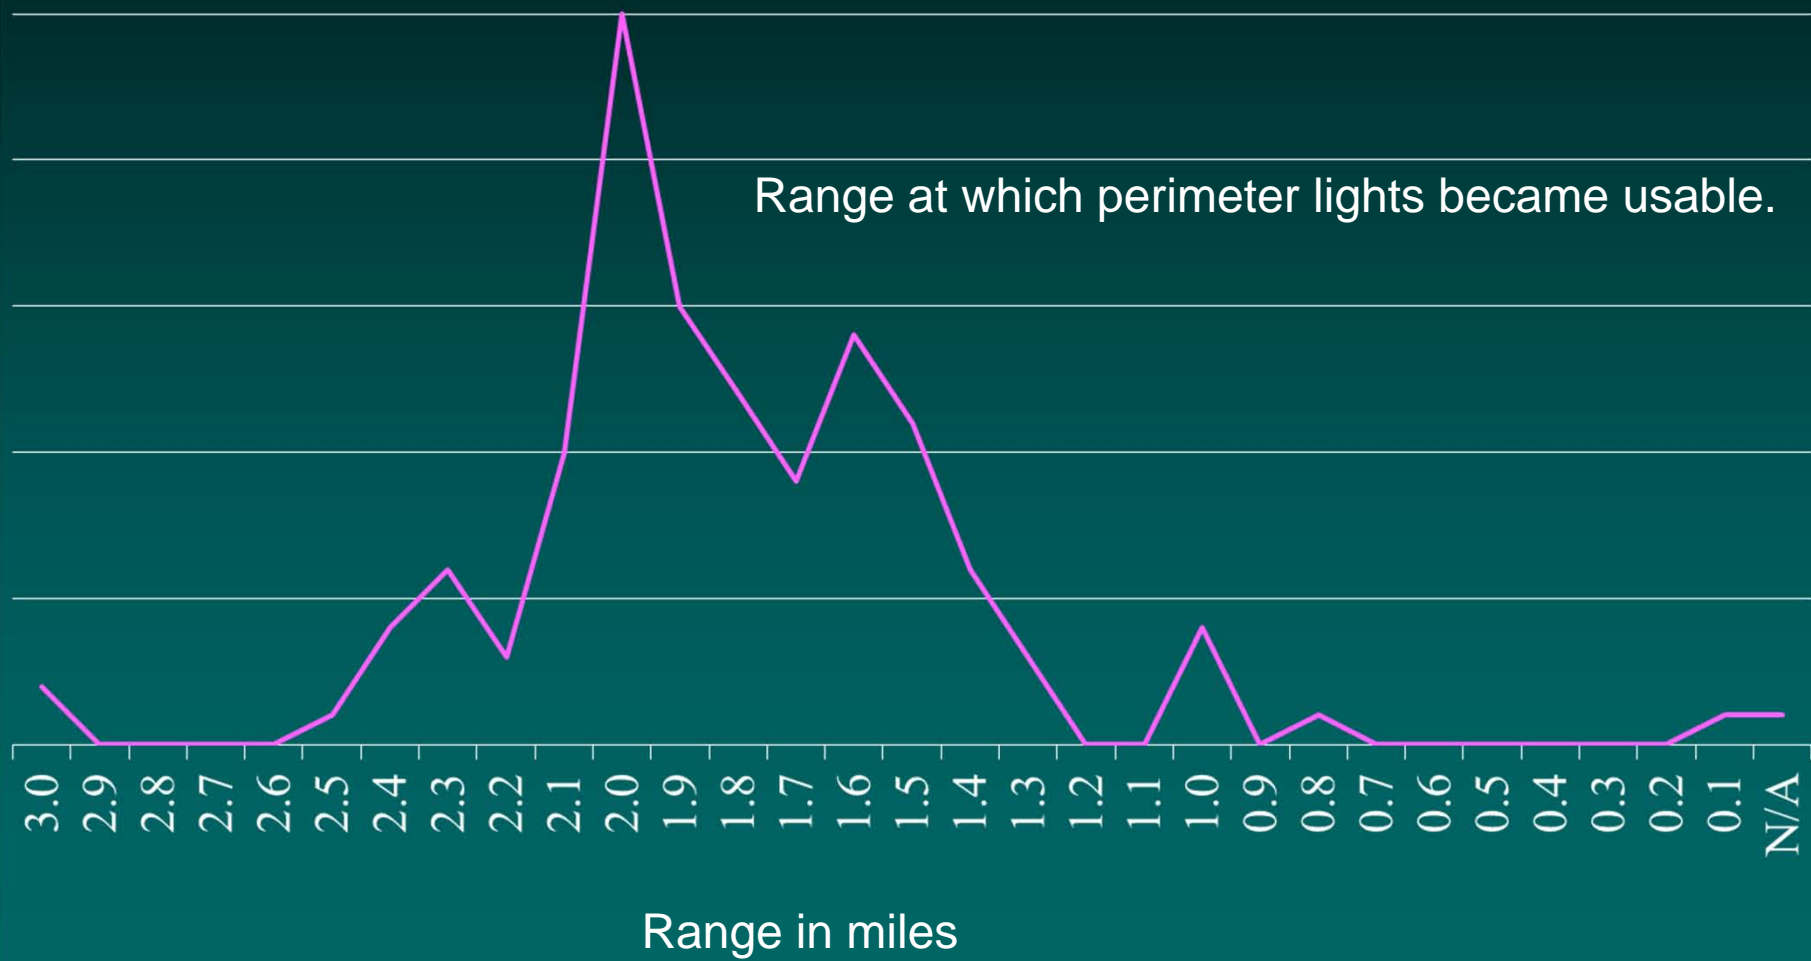 Range at which perimeter lights became usable.
3.0 2.9 2.8 2.7 2.6 2.5 2.4 2.3 2.2 2.1 2.0 1.9 1.8 1.7 1.6 1.5 1.4 1.3 1.2 1.1 1.0 0.9 0.8 0.7 0.6 0.5 0.4 0.3 0.2 0.1 N/A
Range in miles